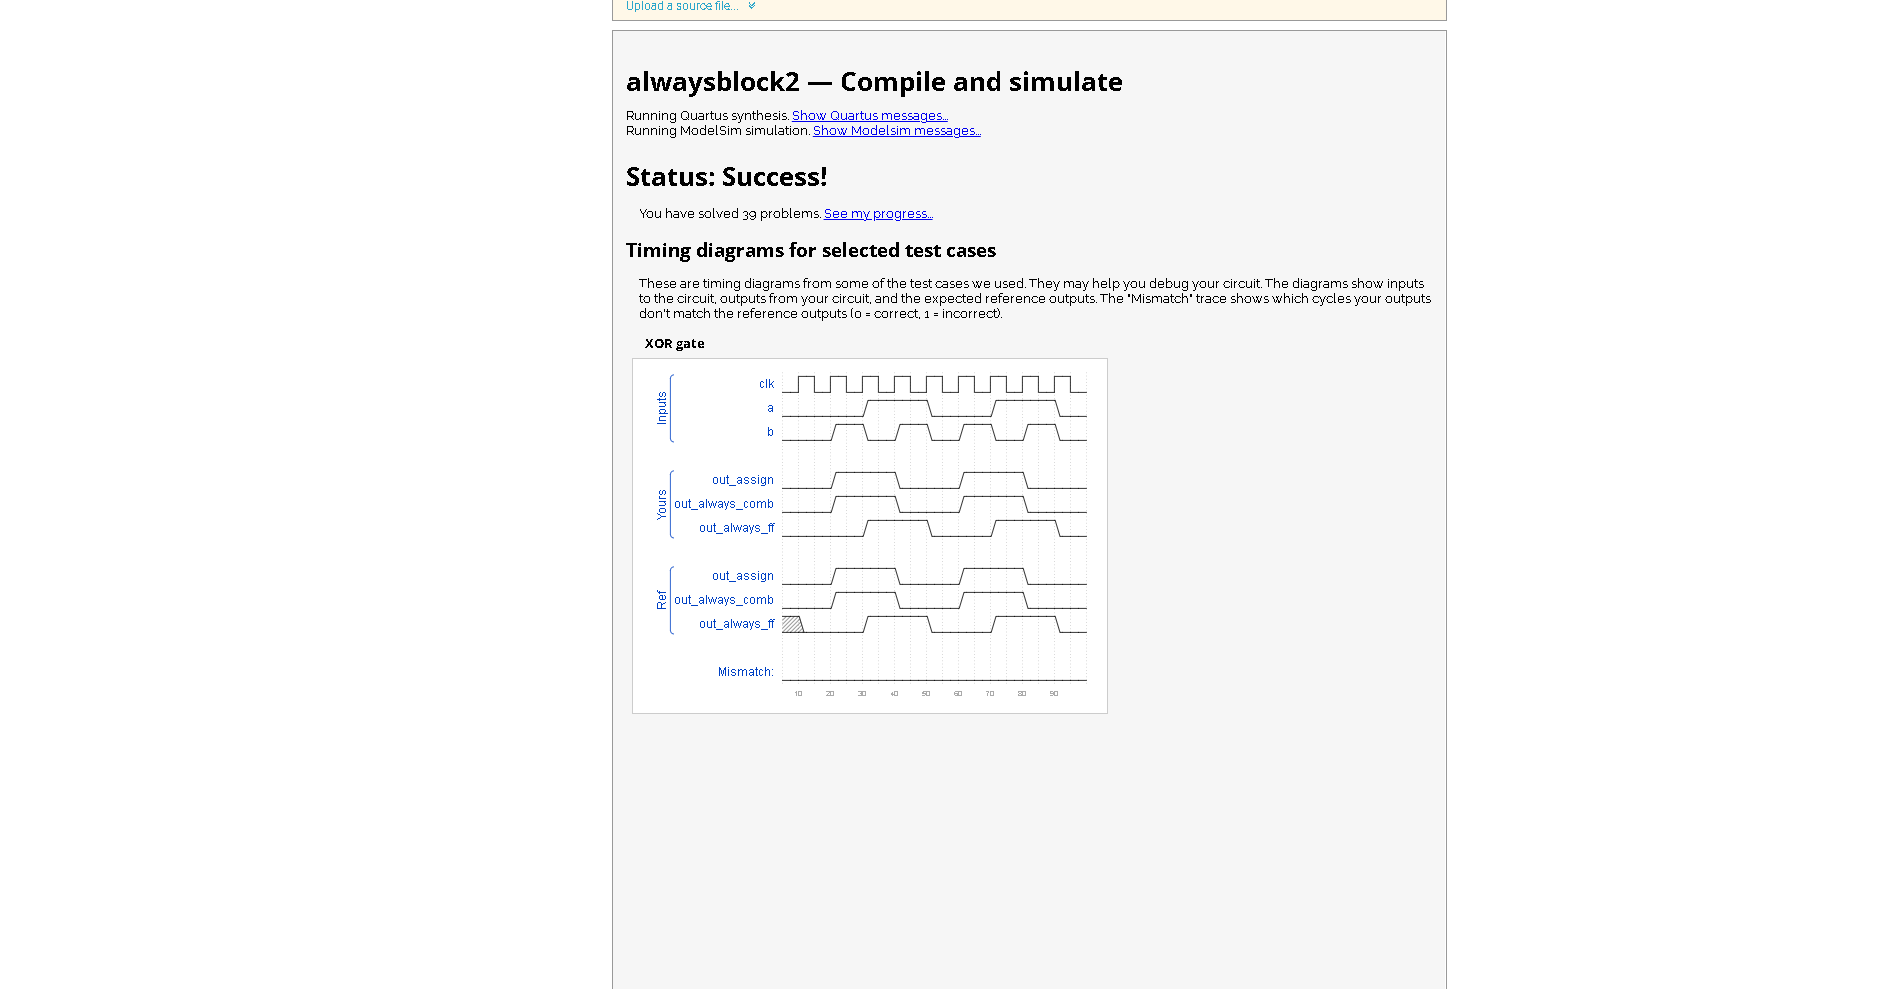 Upload a source file...
alwaysblock2 — Compile and simulate
Running Quartus synthesis. Show Quartus messages...
Running ModelSim simulation. Show Modelsim messages...
Status: Success!
You have solved 39 problems. See my progress...
Timing diagrams for selected test cases
These are timing diagrams from some of the test cases we used. They may help you debug your circuit. The diagrams show inputs
to the circuit, outputs from your circuit, and the expected reference outputs. The "Mismatch" trace shows which cycles your outputs
don't match the reference outputs (0 = correct, 1 = incorrect).
XOR gate
Inputs
clk
a
b
Yours
out_assign
out_always_comb
out_always_ff
Ref
out_assign
out_always_comb
out_always_ff
Mismatch:
10 20 30 40 50 60 70 80 90